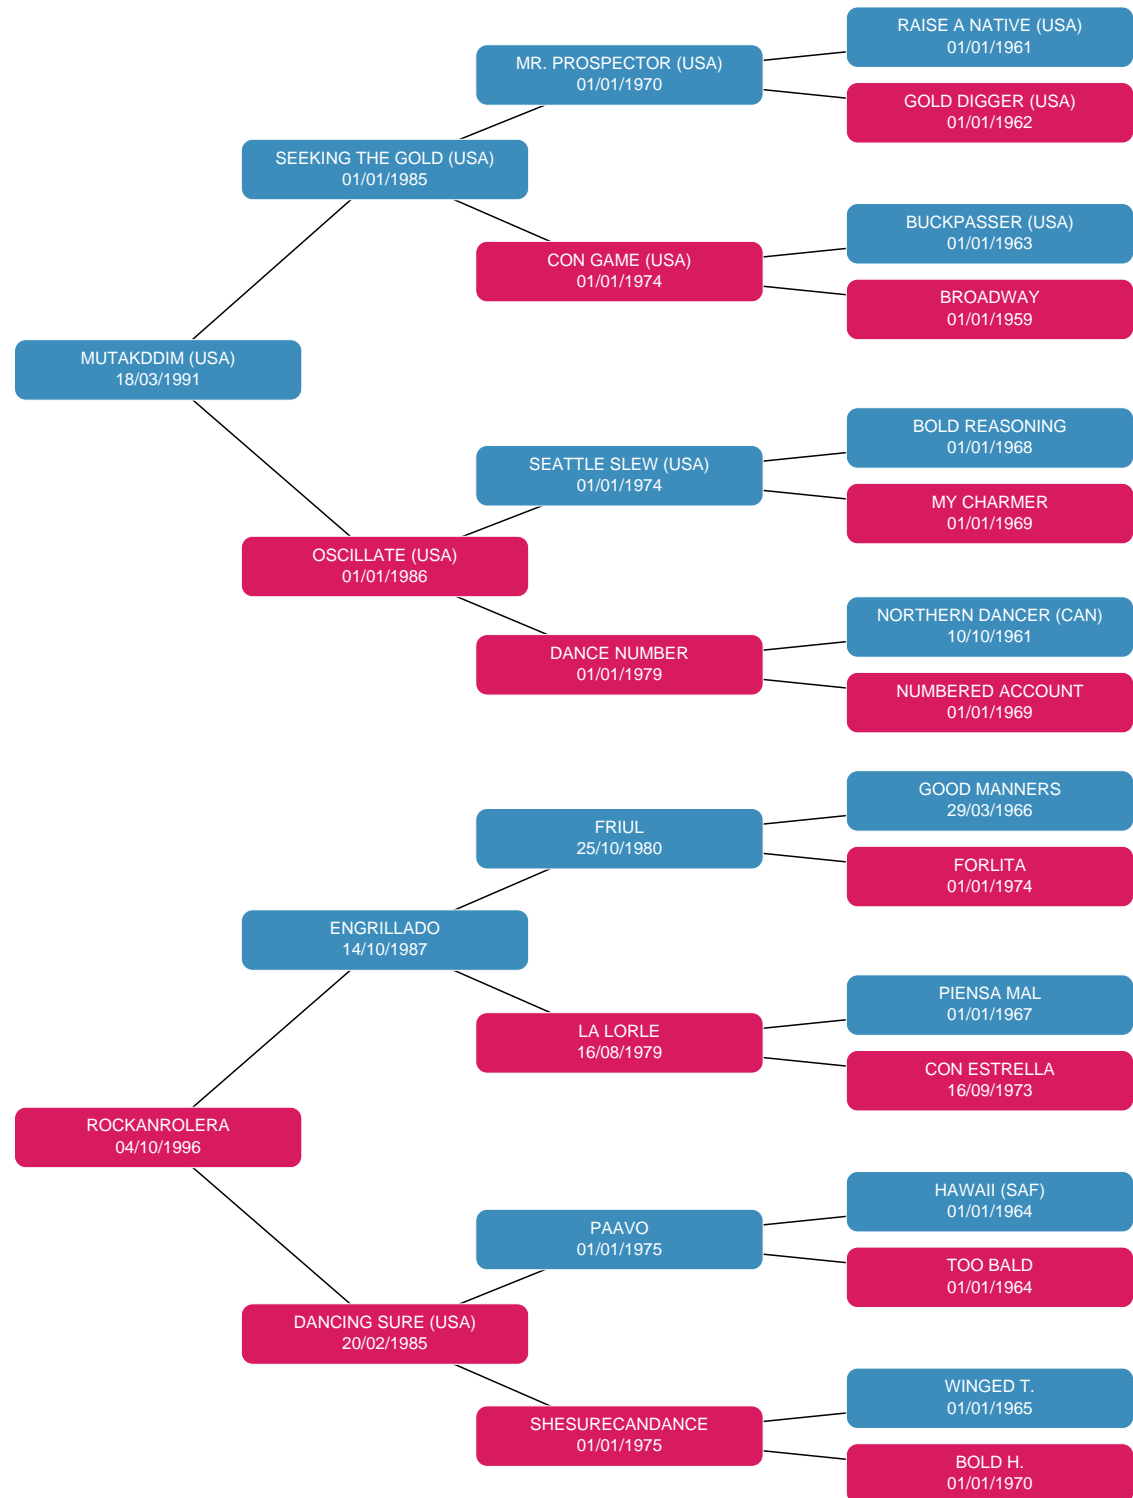 RAISE A NATIVE (USA)
01/01/1961
MR. PROSPECTOR (USA)
01/01/1970
GOLD DIGGER (USA)
01/01/1962
SEEKING THE GOLD (USA)
01/01/1985
BUCKPASSER (USA)
01/01/1963
CON GAME (USA)
01/01/1974
BROADWAY
01/01/1959
MUTAKDDIM (USA)
18/03/1991
BOLD REASONING
01/01/1968
SEATTLE SLEW (USA)
01/01/1974
MY CHARMER
01/01/1969
OSCILLATE (USA)
01/01/1986
NORTHERN DANCER (CAN)
10/10/1961
DANCE NUMBER
01/01/1979
NUMBERED ACCOUNT
01/01/1969
GOOD MANNERS
29/03/1966
FRIUL
25/10/1980
FORLITA
01/01/1974
ENGRILLADO
14/10/1987
PIENSA MAL
01/01/1967
LA LORLE
16/08/1979
CON ESTRELLA
16/09/1973
ROCKANROLERA
04/10/1996
HAWAII (SAF)
01/01/1964
PAAVO
01/01/1975
TOO BALD
01/01/1964
DANCING SURE (USA)
20/02/1985
WINGED T.
01/01/1965
SHESURECANDANCE
01/01/1975
BOLD H.
01/01/1970